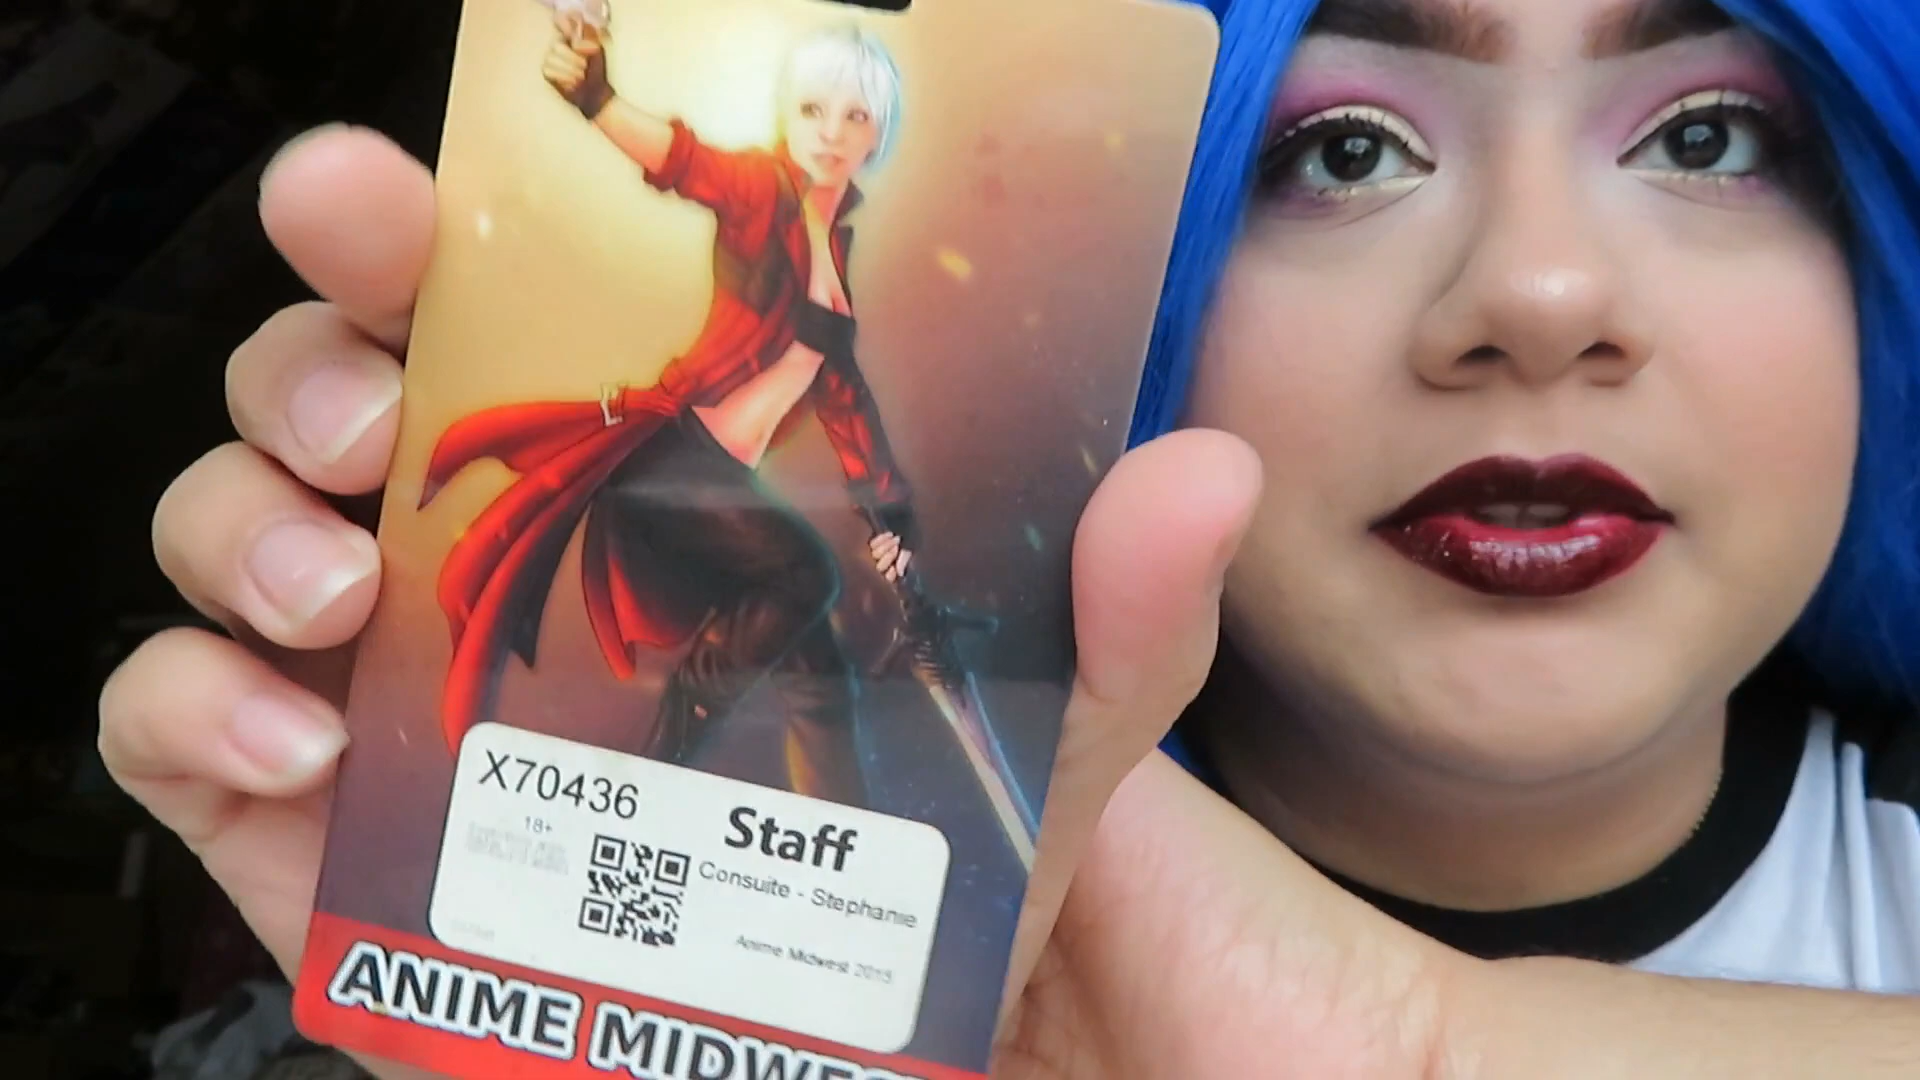 X70436
18+
Staff
Consuite - Stephanie
Anime Midwest 2015
ANIME MIDWEST